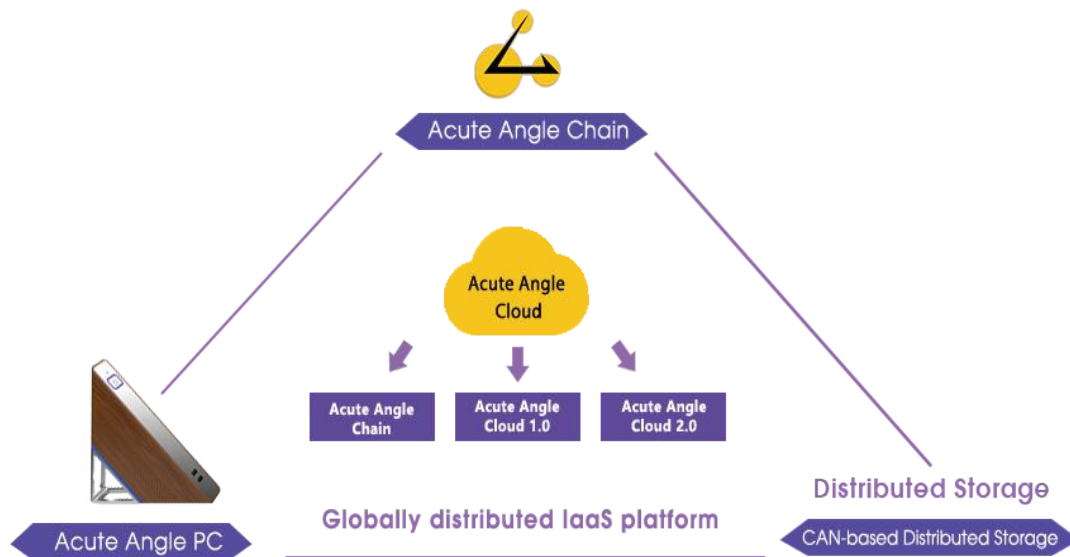 Acute Angle Chain
Acute Angle
Cloud
Acute Angle
Chain
Acute Angle
Cloud 1.0
Acute Angle
Cloud 2.0
Distributed Storage
Globally distributed IaaS platform
Acute Angle PC
CAN-based Distributed Storage